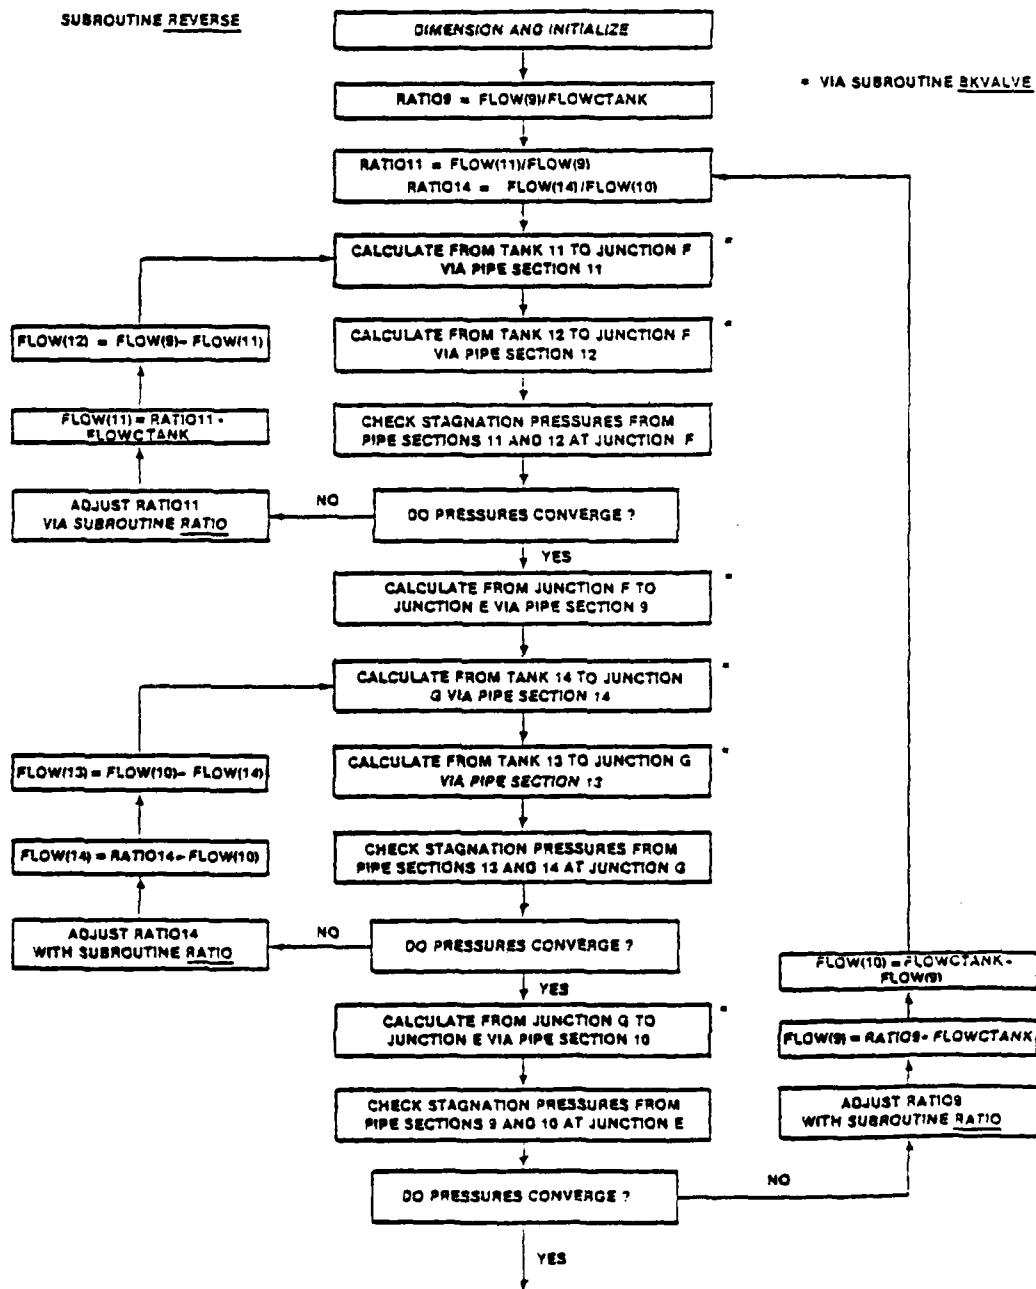 SUBROUTINE REVERSE
DIMENSION AND INITIALIZE
* VIA SUBROUTINE BKVALVE
RATIO9 = FLOW(9)/FLOWCTANK
RATIO11 = FLOW(11)/FLOW(9)
RATIO14 = FLOW(14)/FLOW(10)
CALCULATE FROM TANK 11 TO JUNCTION F *
VIA PIPE SECTION 11
CALCULATE FROM TANK 12 TO JUNCTION F *
VIA PIPE SECTION 12
FLOW(12) = FLOW(9)- FLOW(11)
FLOW(11)=RATIO11*
FLOWCTANK
CHECK STAGNATION PRESSURES FROM
PIPE SECTIONS 11 AND 12 AT JUNCTION F
ADJUST RATIO11
VIA SUBROUTINE RATIO
NO
DO PRESSURES CONVERGE ?
YES
CALCULATE FROM JUNCTION F TO *
JUNCTION E VIA PIPE SECTION 9
CALCULATE FROM TANK 14 TO JUNCTION *
G VIA PIPE SECTION 14
CALCULATE FROM TANK 13 TO JUNCTION G *
VIA PIPE SECTION 13
FLOW(13)=FLOW(10)- FLOW(14)
FLOW(14)=RATIO14*FLOW(10)
CHECK STAGNATION PRESSURES FROM
PIPE SECTIONS 13 AND 14 AT JUNCTION G
ADJUST RATIO14
WITH SUBROUTINE RATIO
NO
DO PRESSURES CONVERGE ?
YES
CALCULATE FROM JUNCTION G TO *
JUNCTION E VIA PIPE SECTION 10
CHECK STAGNATION PRESSURES FROM
PIPE SECTIONS 9 AND 10 AT JUNCTION E
FLOW(10)=FLOWCTANK-
FLOW(9)
FLOW(9)=RATIO9*FLOWCTANK
ADJUST RATIO9
WITH SUBROUTINE RATIO
DO PRESSURES CONVERGE ?
NO
YES